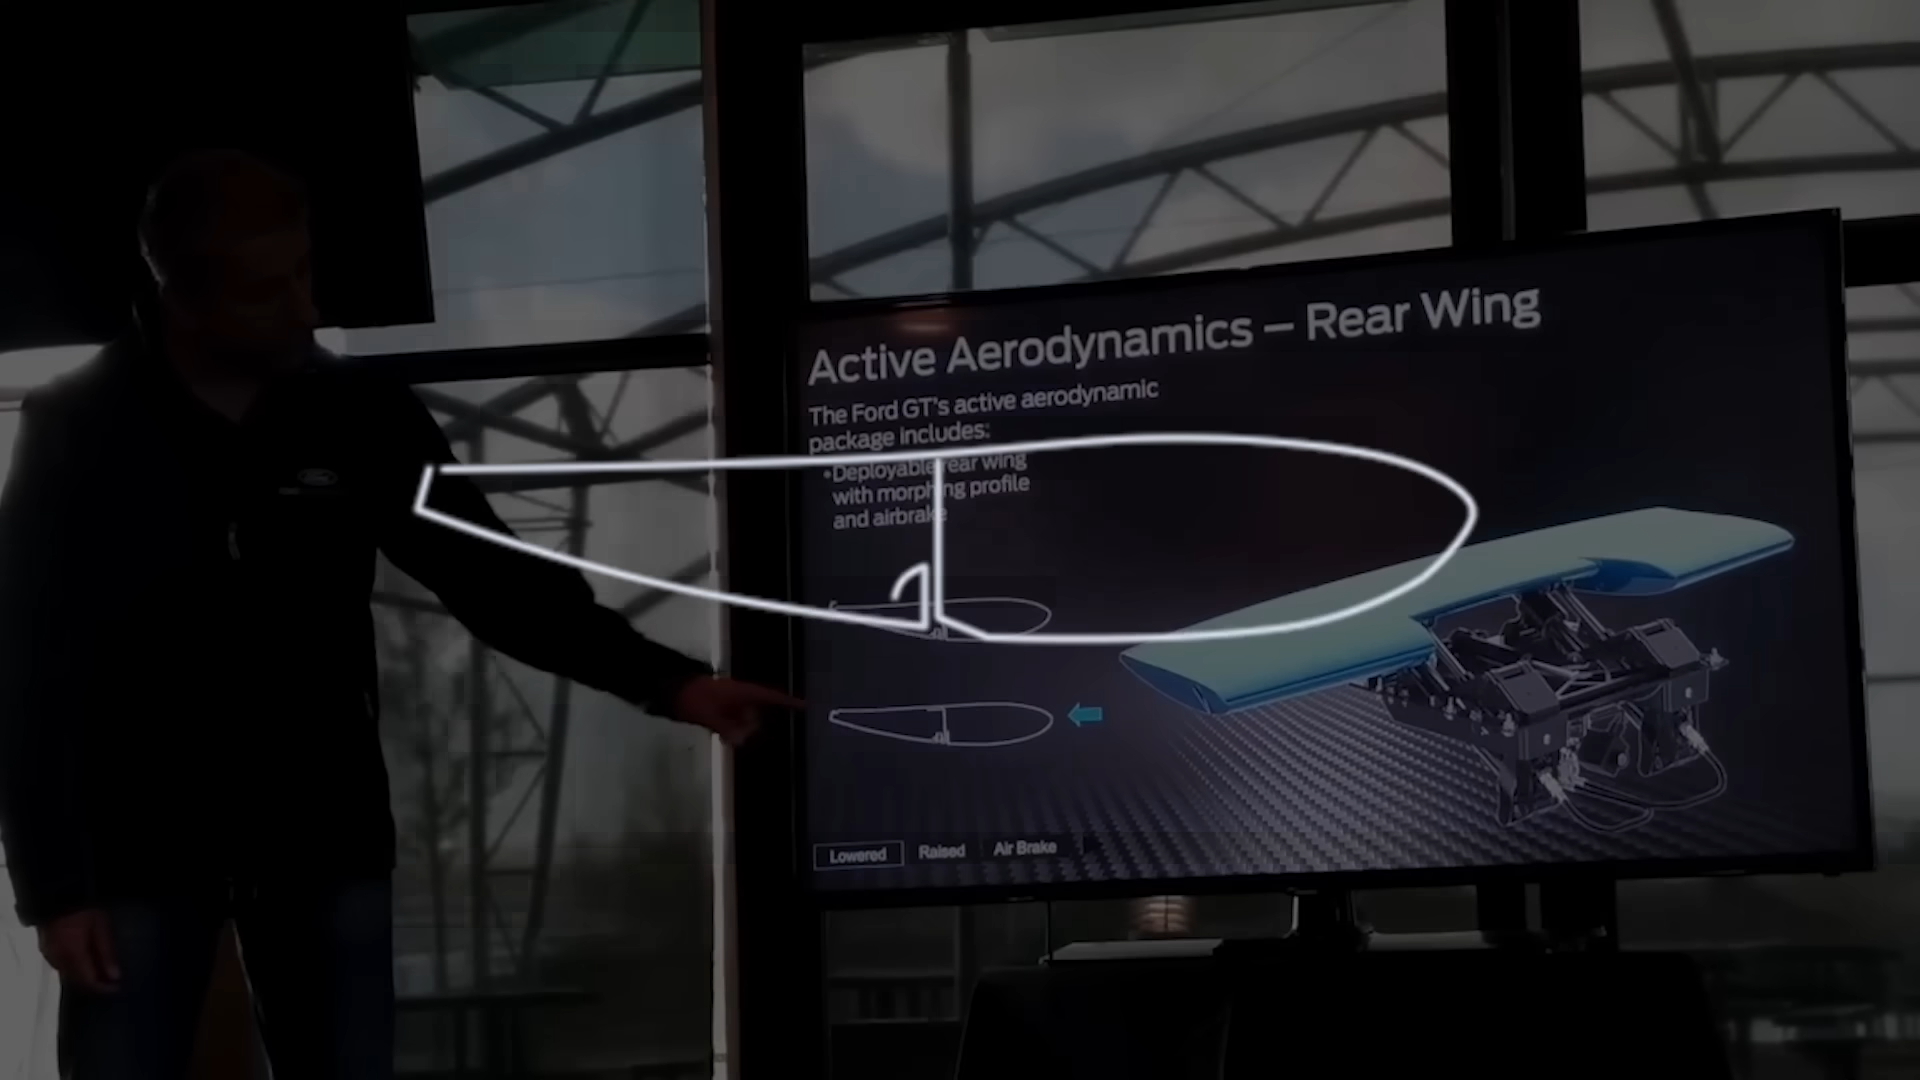 Active Aerodynamics – Rear Wing
The Ford GT's active aerodynamic
package includes:
•Deployable rear wing
with morphing profile
and airbrake
Lowered Raised Air Brake